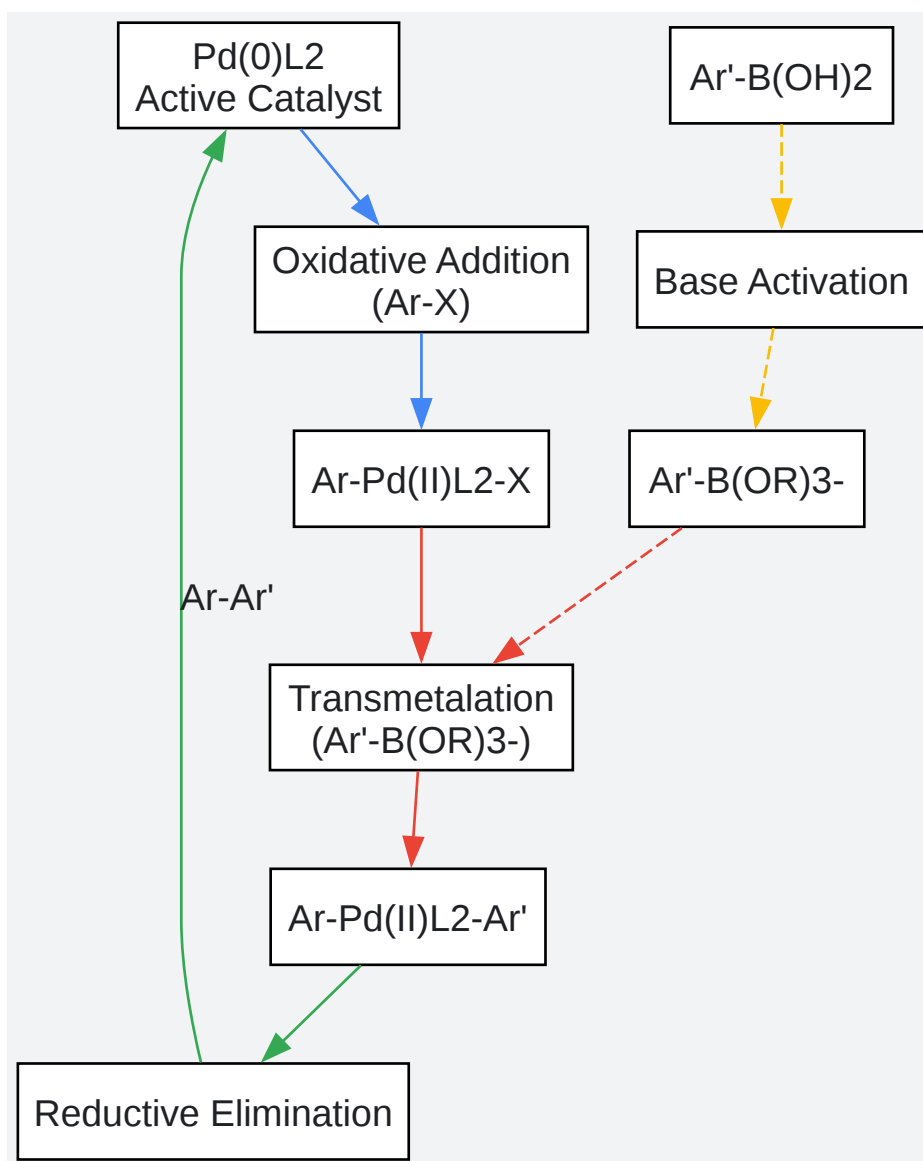 Pd(0)L2
Active Catalyst
Ar'-B(OH)2
Oxidative Addition
(Ar-X)
Base Activation
Ar-Pd(II)L2-X
Ar'-B(OR)3-
Ar-Ar'
Transmetalation
(Ar'-B(OR)3-)
Ar-Pd(II)L2-Ar'
Reductive Elimination